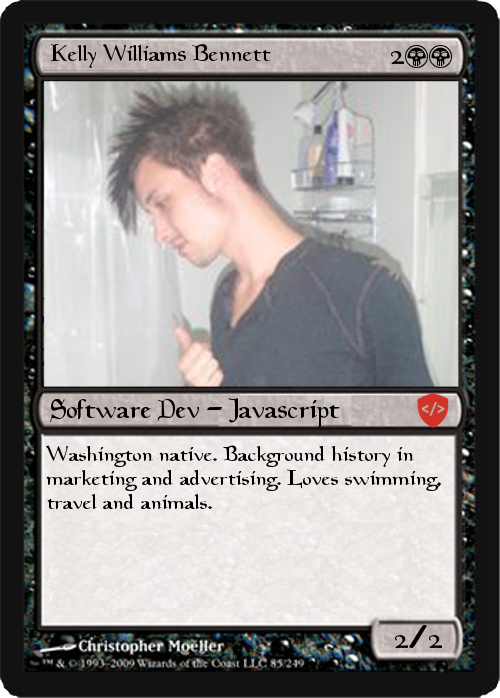 Kelly Williams Bennett 2
Software Dev – Javascript
</>
Washington native. Background history in
marketing and advertising. Loves swimming,
travel and animals.
2/2
Christopher Moeller
™ & © 1993-2009 Wizards of the Coast LLC 85/249